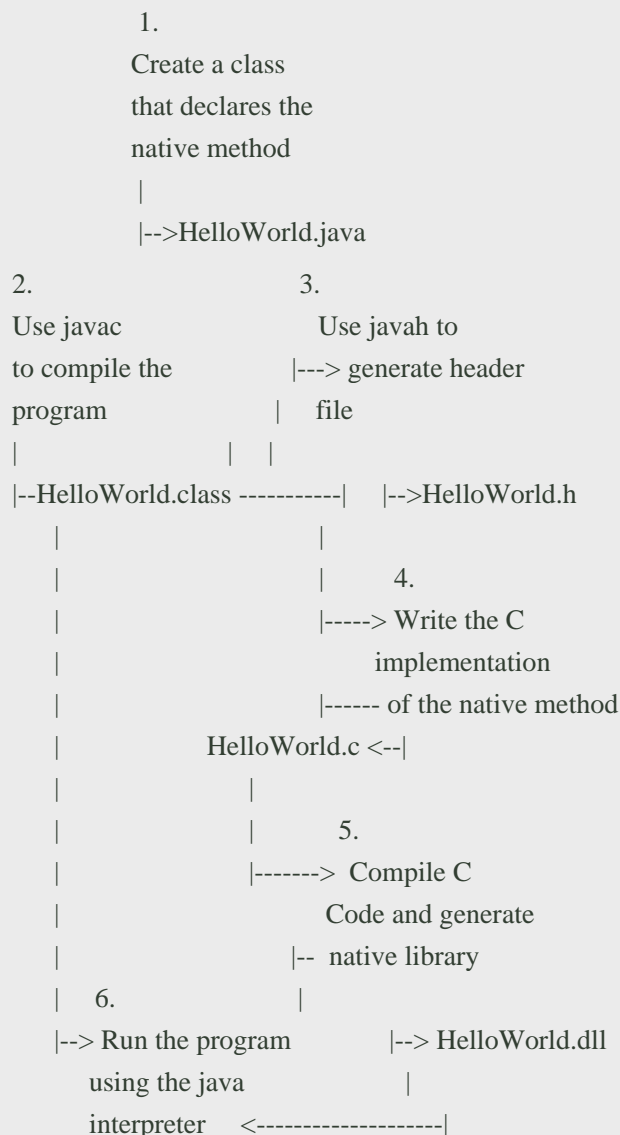 1.
Create a class
that declares the
native method
|
|-->HelloWorld.java
2. 3.
Use javac Use javah to
to compile the |---> generate header
program | file
| | |
|--HelloWorld.class -----------| |-->HelloWorld.h
| |
| | 4.
| |-----> Write the C
| implementation
| |------ of the native method
| HelloWorld.c <--|
| |
| | 5.
| |-------> Compile C
| Code and generate
| |-- native library
| 6. |
|--> Run the program |--> HelloWorld.dll
using the java |
interpreter <--------------------|